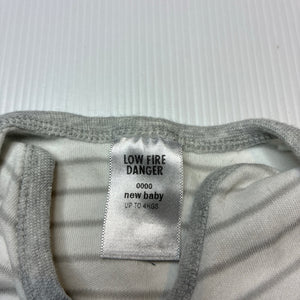 LOW FIRE
DANGER
0000
new baby
UP TO 4KGS